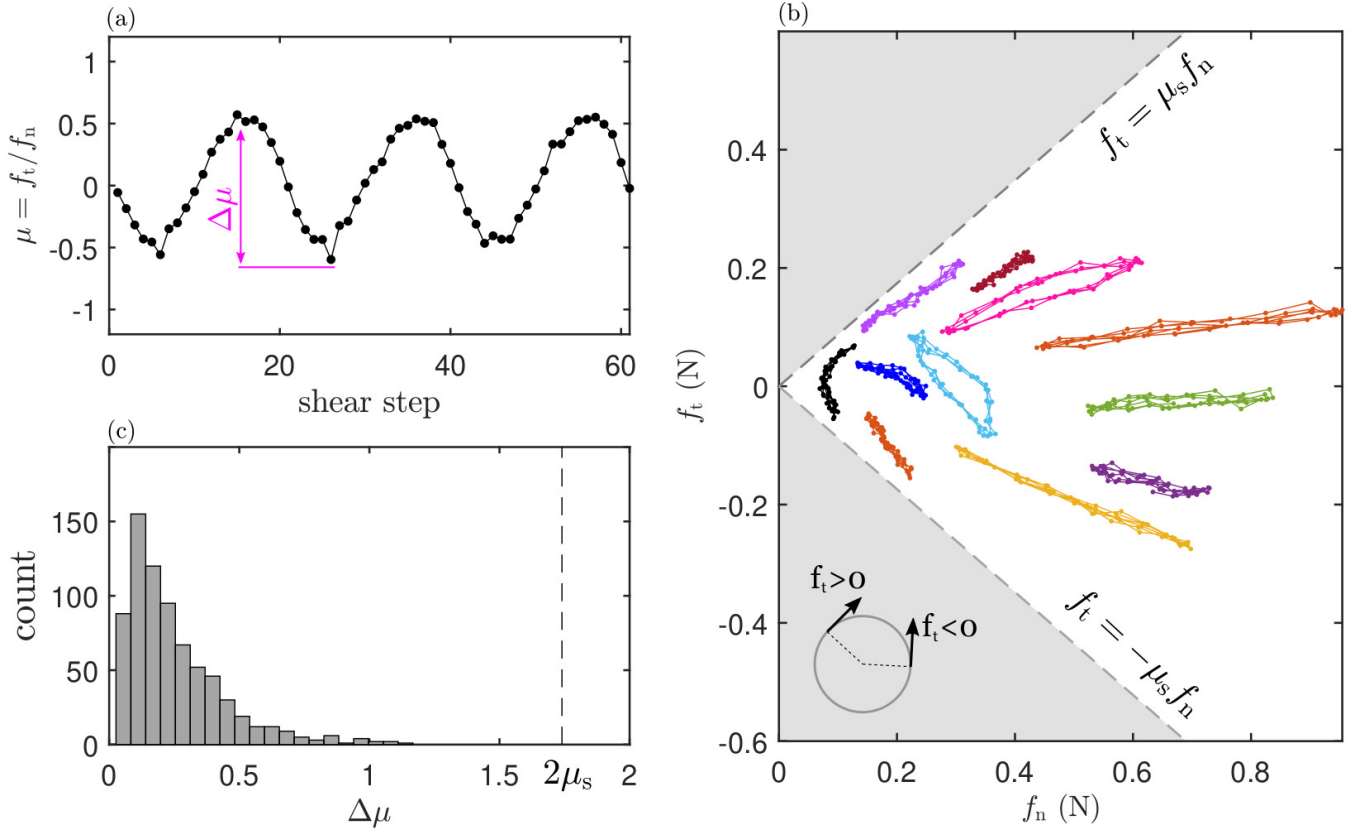 (a)
1
0.5
0
-0.5
-1
μ = f_t/f_n
Δμ
0 20 40 60
shear step
(b)
0.4
0.2
0
-0.2
-0.4
-0.6
f_t (N)
f_t = μ_s f_n
f_t = -μ_s f_n
f_t>0
f_t<0
0 0.2 0.4 0.6 0.8
f_n (N)
(c)
150
100
50
0
count
0 0.5 1 1.5 2μ_s 2
Δμ